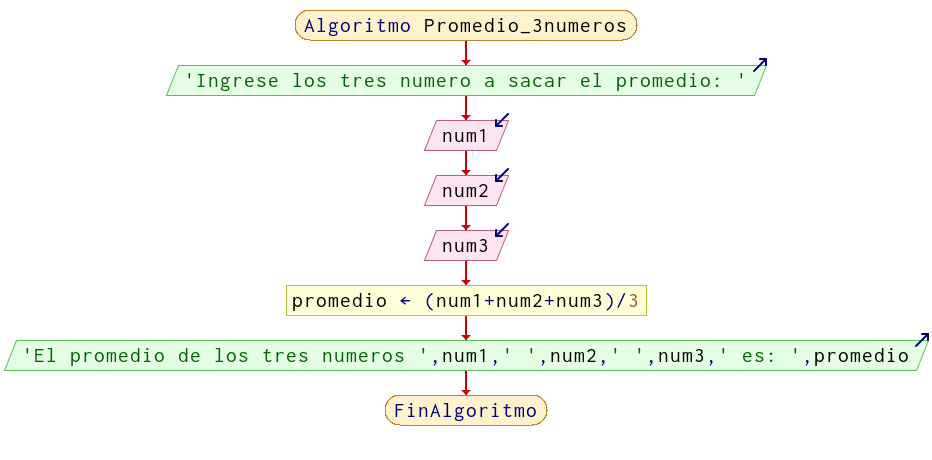 Algoritmo Promedio_3numeros
'Ingrese los tres numero a sacar el promedio: '
num1
num2
num3
promedio ← (num1+num2+num3)/3
'El promedio de los tres numeros ',num1,' ',num2,' ',num3,' es: ',promedio
FinAlgoritmo